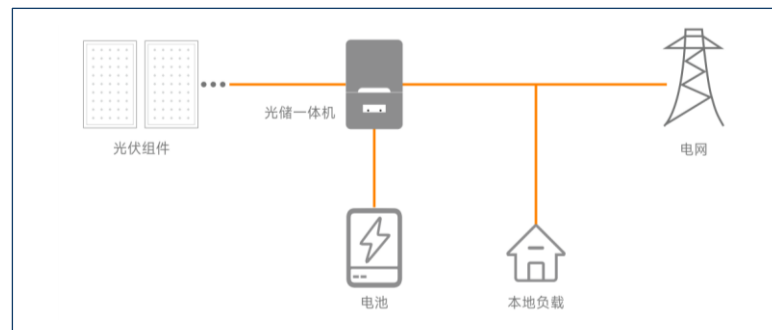 光储一体机
光伏组件
电网
电池
本地负载